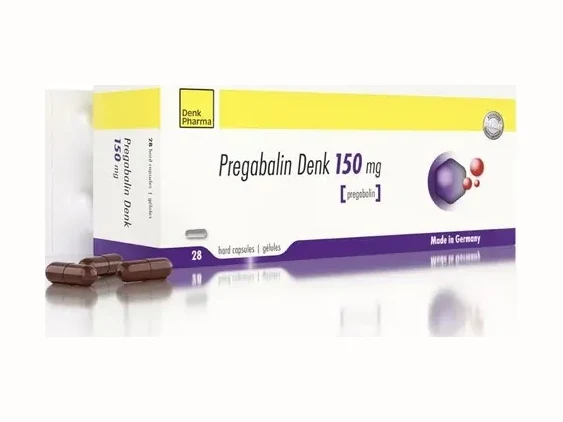 Denk
Pharma
28 hard capsules | gélules
Pregabalin Denk
150 mg
Pregabalin Denk 150 mg
[pregabalin]
28 hard capsules | gélules
Made in Germany